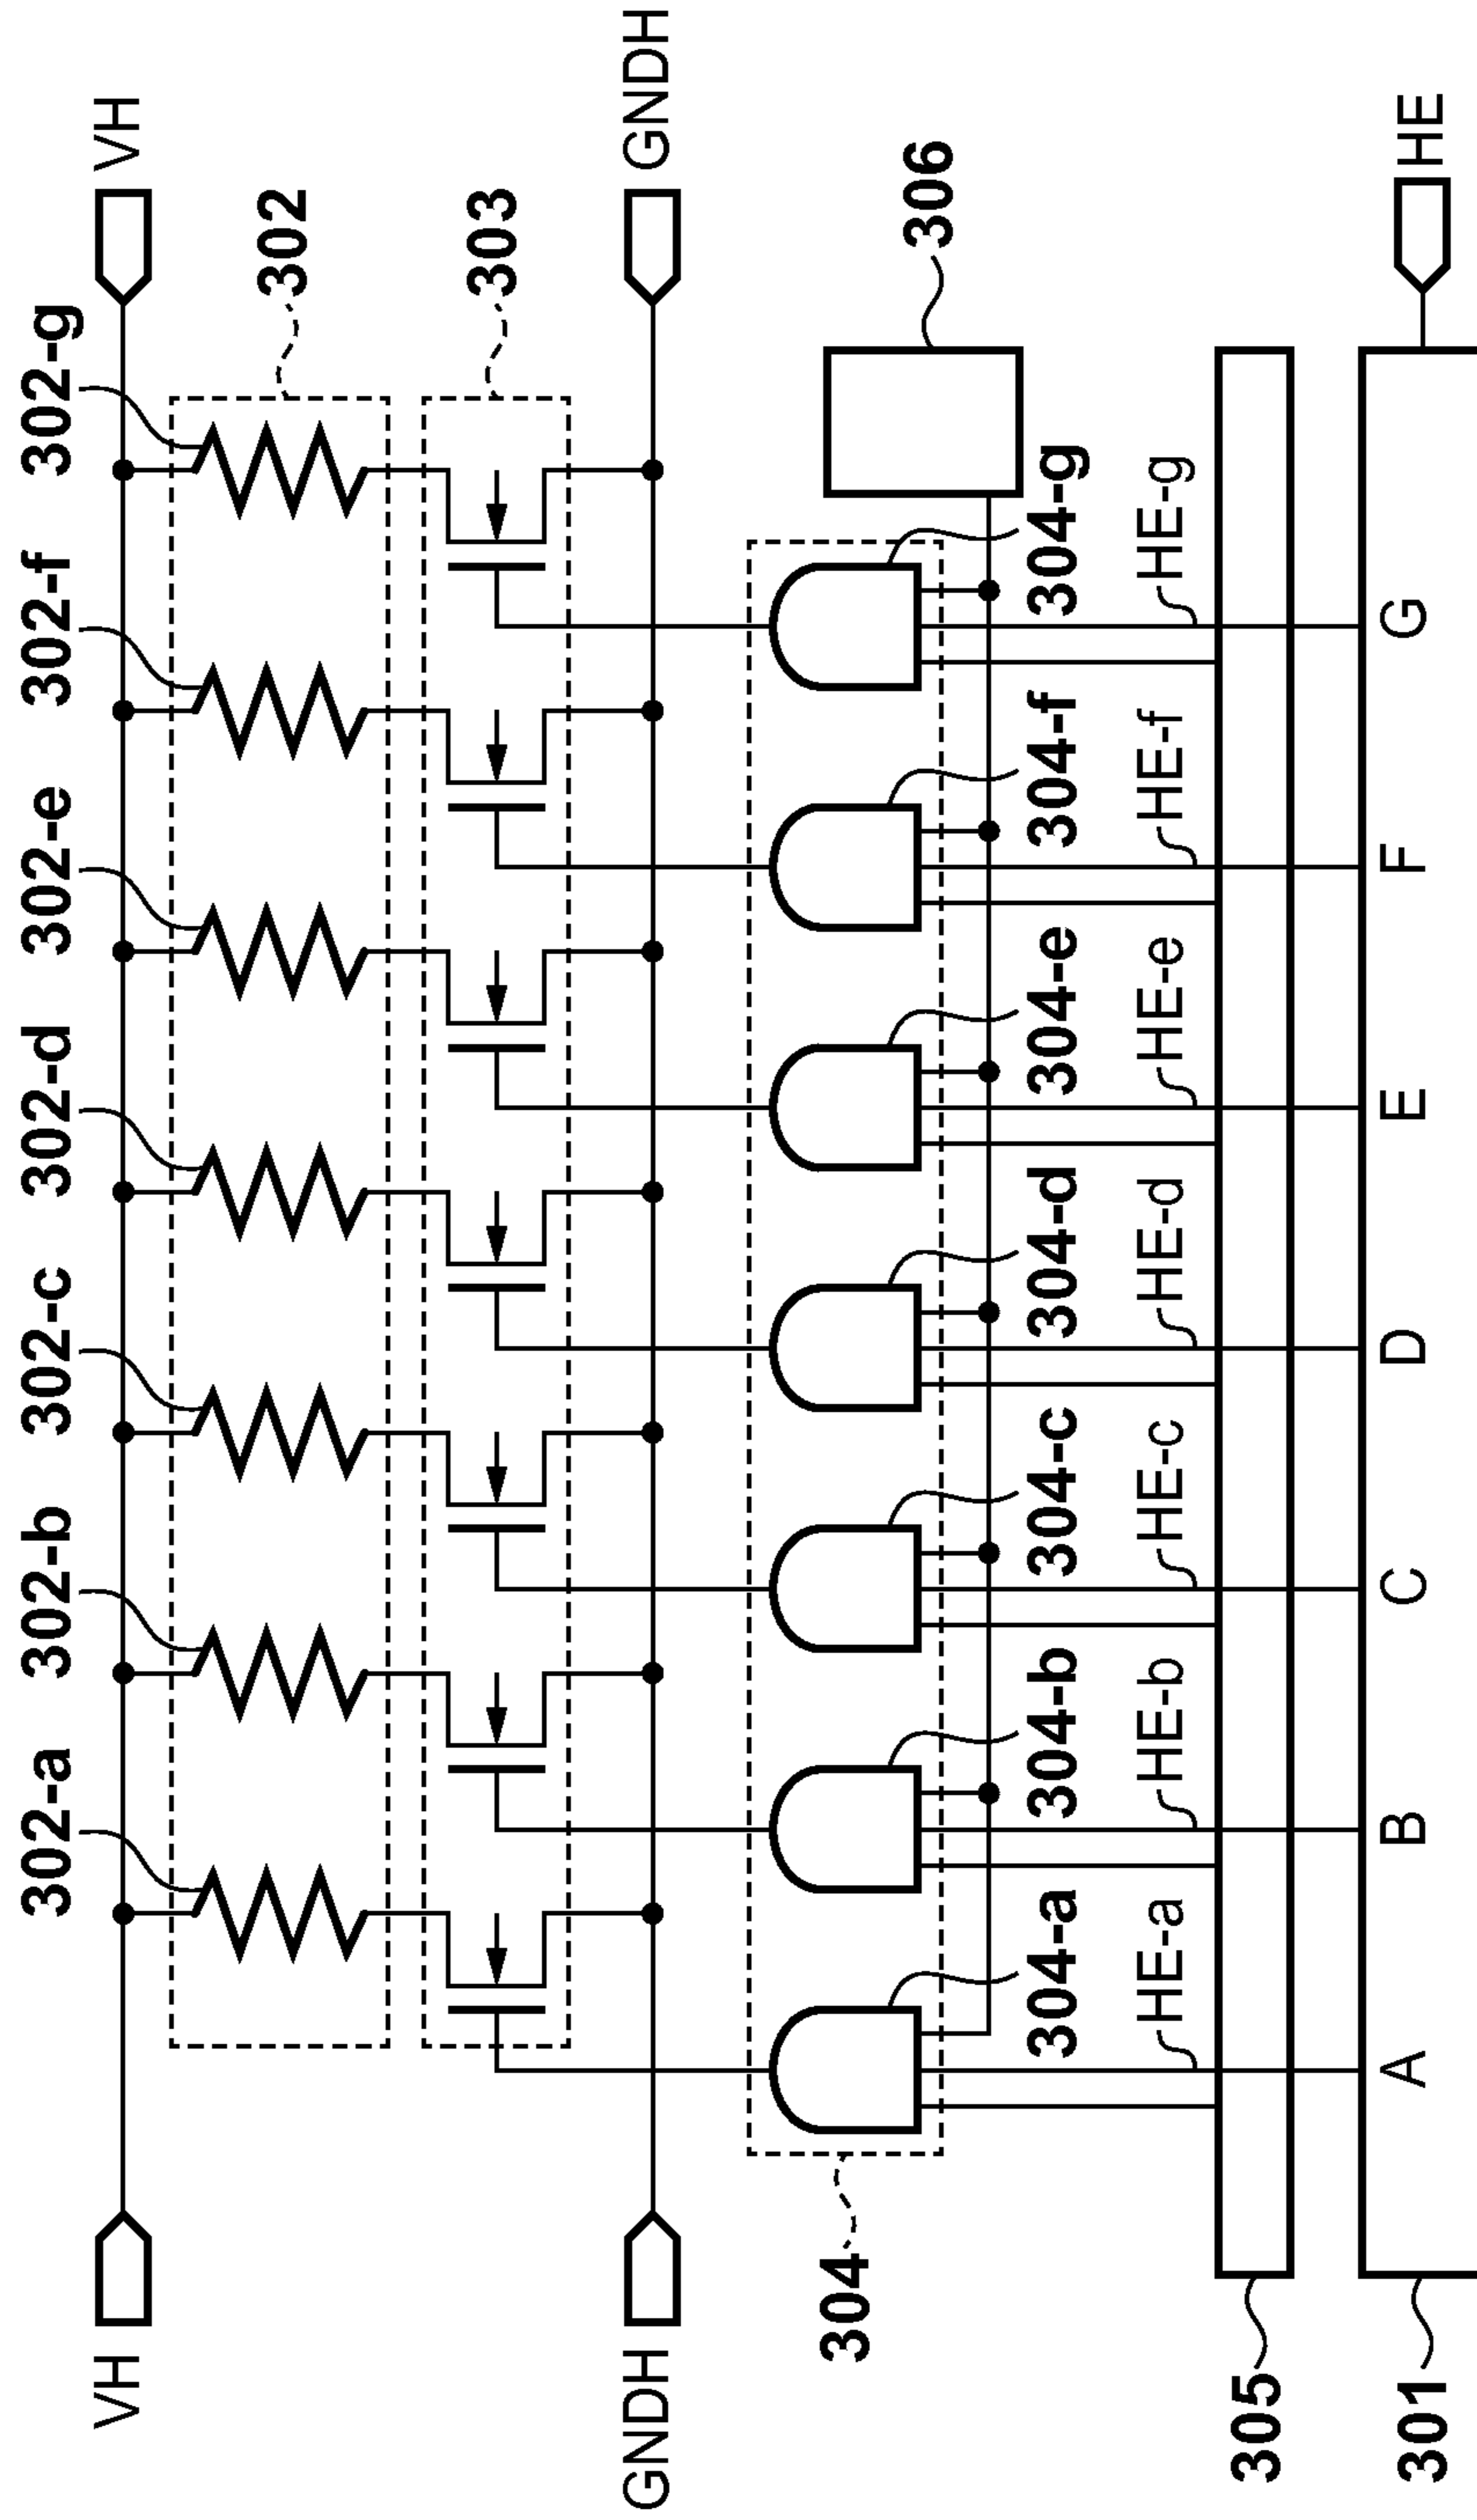 302-a 302-b 302-c 302-d 302-e 302-f 302-g
VH VH
302
303
GNDH GNDH
304
306
304-a 304-b 304-c 304-d 304-e 304-f 304-g
HE-a HE-b HE-c HE-d HE-e HE-f HE-g
305
A B C D E F G
301
HE